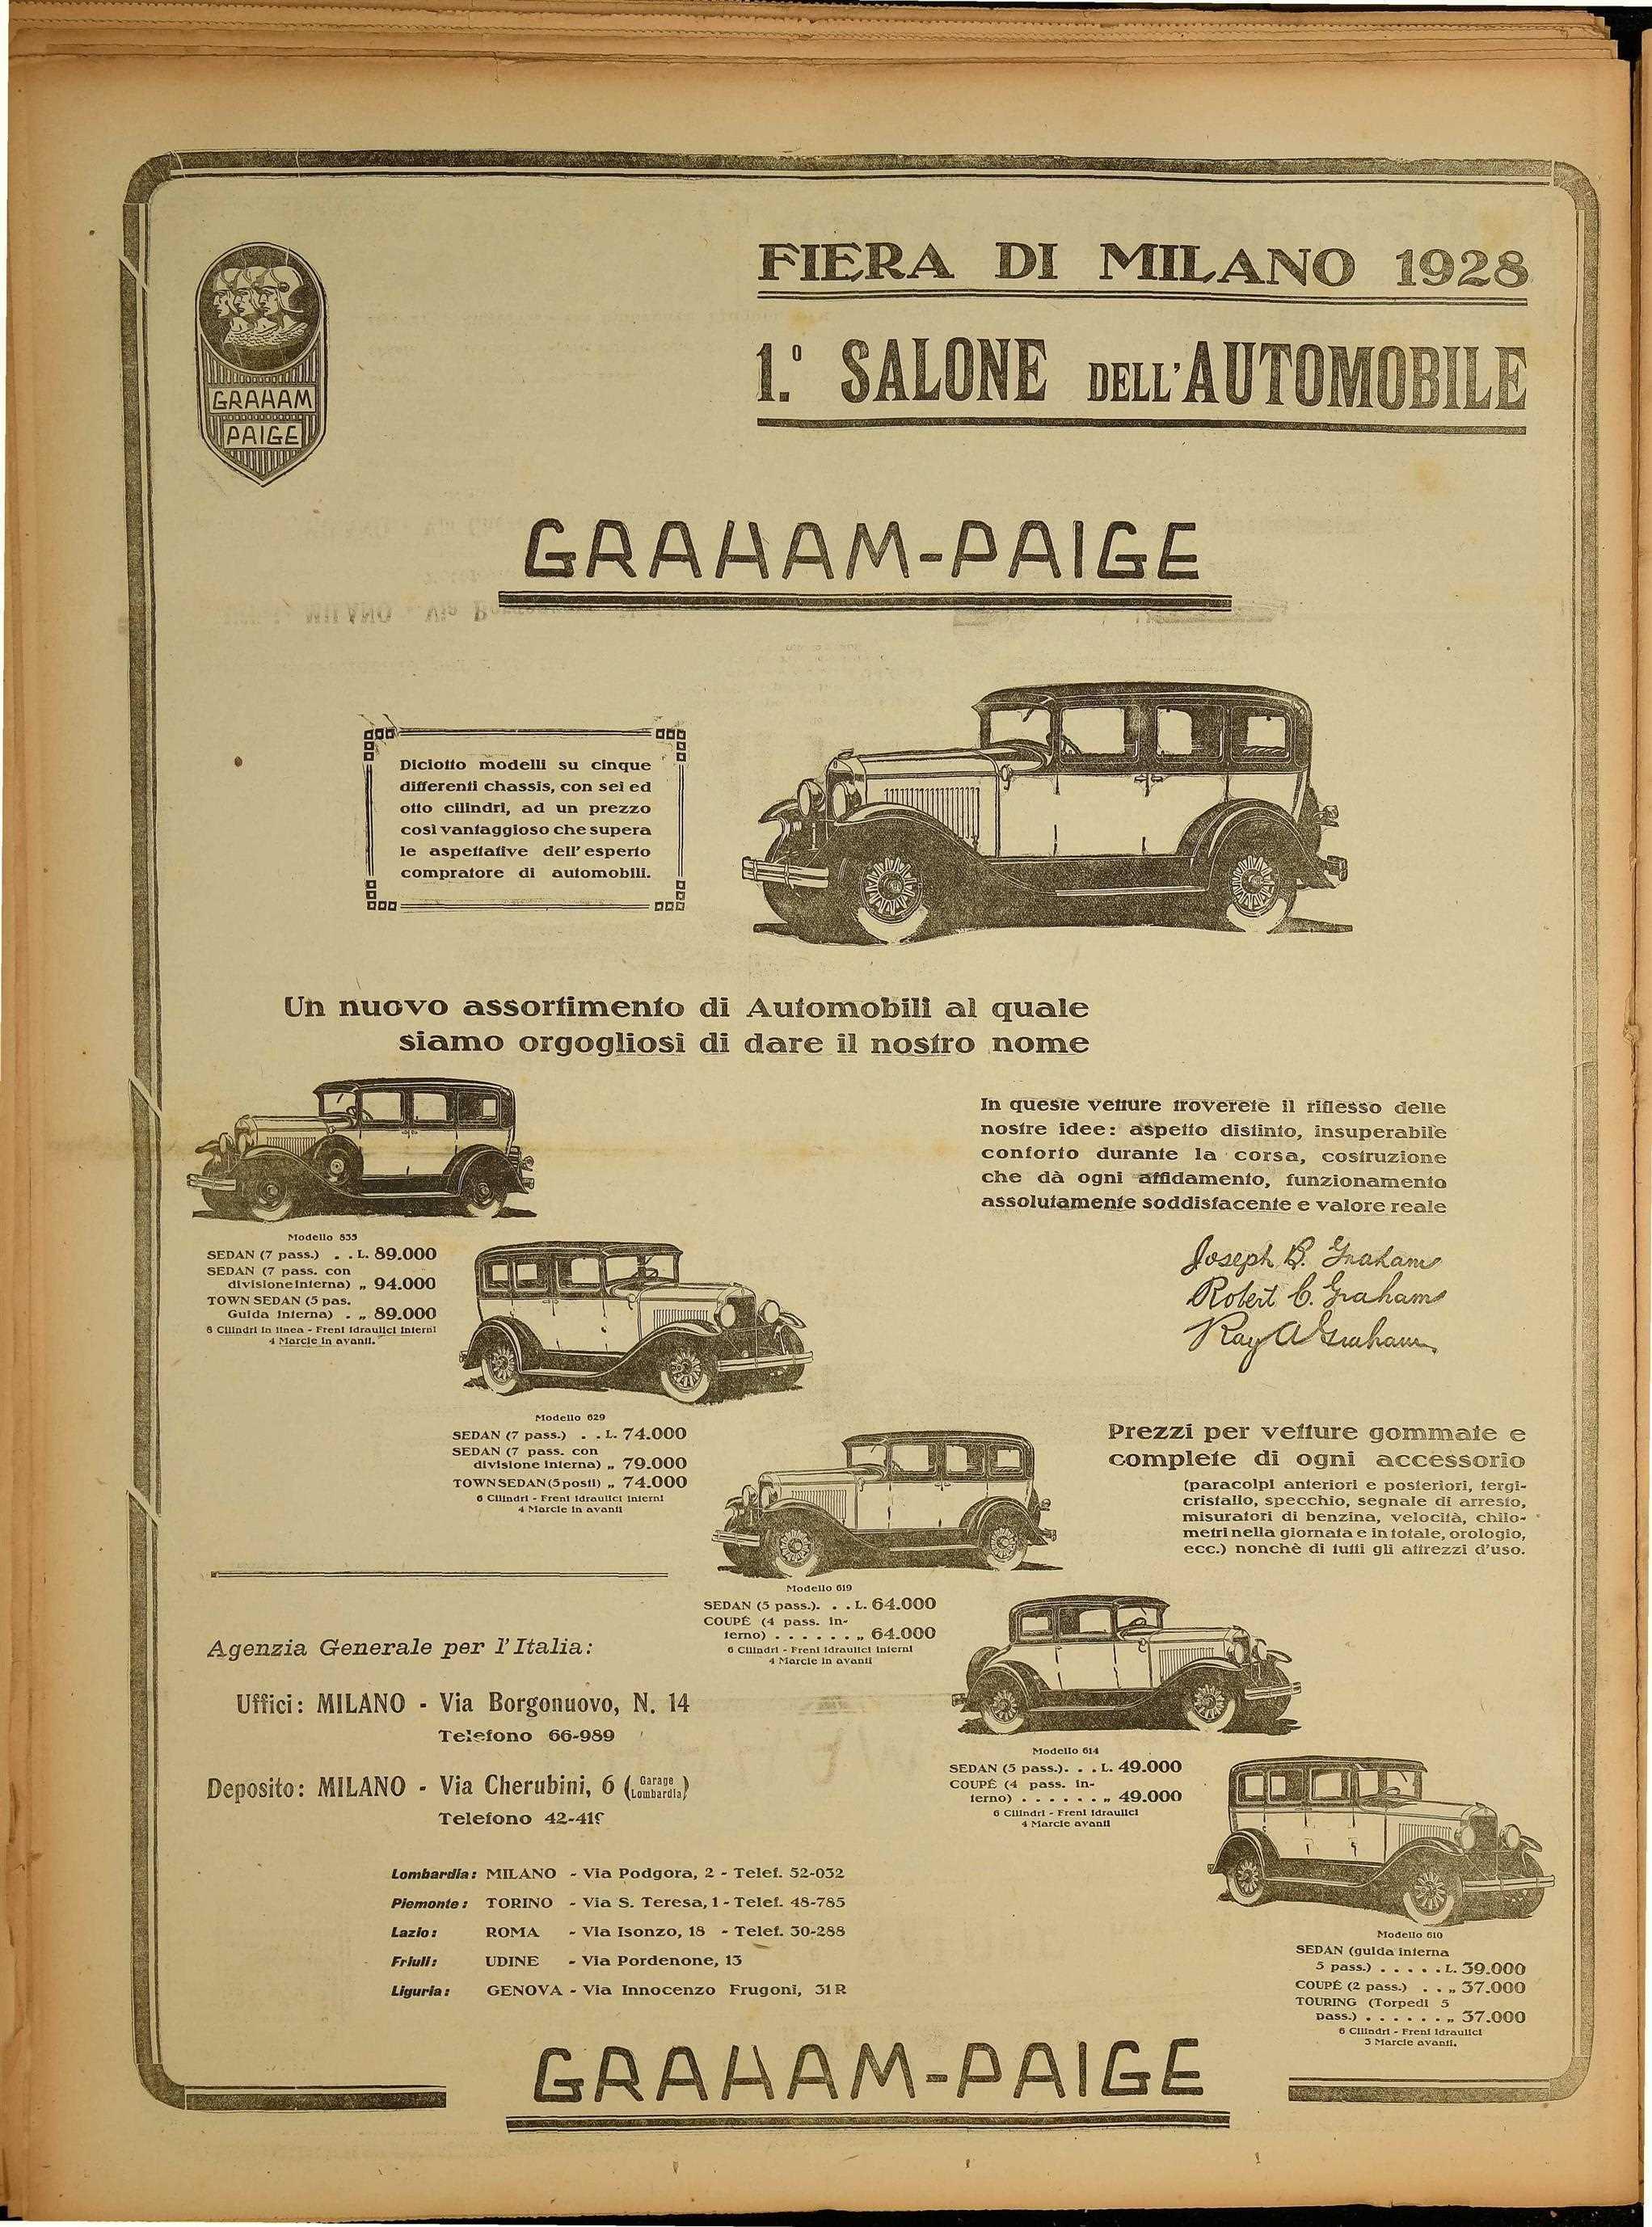 GRAHAM
PAIGE
FIERA DI MILANO 1928
1.º SALONE DELL'AUTOMOBILE
GRAHAM-PAIGE
Diciotto modelli su cinque
differenti chassis, con sei ed
otto cilindri, ad un prezzo
così vantaggioso che supera
le aspettative dell'esperto
compratore di automobili.
Un nuovo assortimento di Automobili al quale
siamo orgogliosi di dare il nostro nome
In queste vetture troverete il riflesso delle
nostre idee: aspetto distinto, insuperabile
conforto durante la corsa, costruzione
che dà ogni affidamento, funzionamento
assolutamente soddisfacente e valore reale
Joseph B. Graham
Robert C. Graham
Ray A Graham
Modello 835
SEDAN (7 pass.) . . L. 89.000
SEDAN (7 pass. con
divisione interna) „ 94.000
TOWN SEDAN (5 pas.
Guida interna) . „ 89.000
8 Cilindri in linea - Freni idraulici interni
4 Marcie in avanti.
Modello 629
SEDAN (7 pass.) . . L. 74.000
SEDAN (7 pass. con
divisione interna) „ 79.000
TOWN SEDAN (5 posti) „ 74.000
6 Cilindri - Freni idraulici interni
4 Marcie in avanti
Prezzi per vetture gommate e
complete di ogni accessorio
(paracolpi anteriori e posteriori, tergi-
cristallo, specchio, segnale di arresto,
misuratori di benzina, velocità, chilo-
metri nella giornata e in totale, orologio,
ecc.) nonchè di tutti gli attrezzi d'uso.
Modello 619
SEDAN (5 pass.). . . L. 64.000
COUPÉ (4 pass. in-
terno) . . . . . . . „ 64.000
6 Cilindri - Freni idraulici interni
4 Marcie in avanti
Modello 614
SEDAN (5 pass.). . . L. 49.000
COUPÉ (4 pass. in-
terno) . . . . . . „ 49.000
6 Cilindri - Freni idraulici
4 Marcie avanti
Modello 610
SEDAN (guida interna
5 pass.) . . . . . L. 39.000
COUPÉ (2 pass.) . . „ 37.000
TOURING (Torpedi 5
pass.) . . . . . . . „ 37.000
6 Cilindri - Freni idraulici
3 Marcie avanti.
Agenzia Generale per l'Italia:
Uffici: MILANO - Via Borgonuovo, N. 14
Telefono 66-989
Deposito: MILANO - Via Cherubini, 6 (Garage Lombardia)
Telefono 42-419
Lombardia: MILANO - Via Podgora, 2 - Telef. 52-032
Piemonte: TORINO - Via S. Teresa, 1 - Telef. 48-785
Lazio: ROMA - Via Isonzo, 18 - Telef. 30-288
Friuli: UDINE - Via Pordenone, 13
Liguria: GENOVA - Via Innocenzo Frugoni, 31 R
GRAHAM-PAIGE